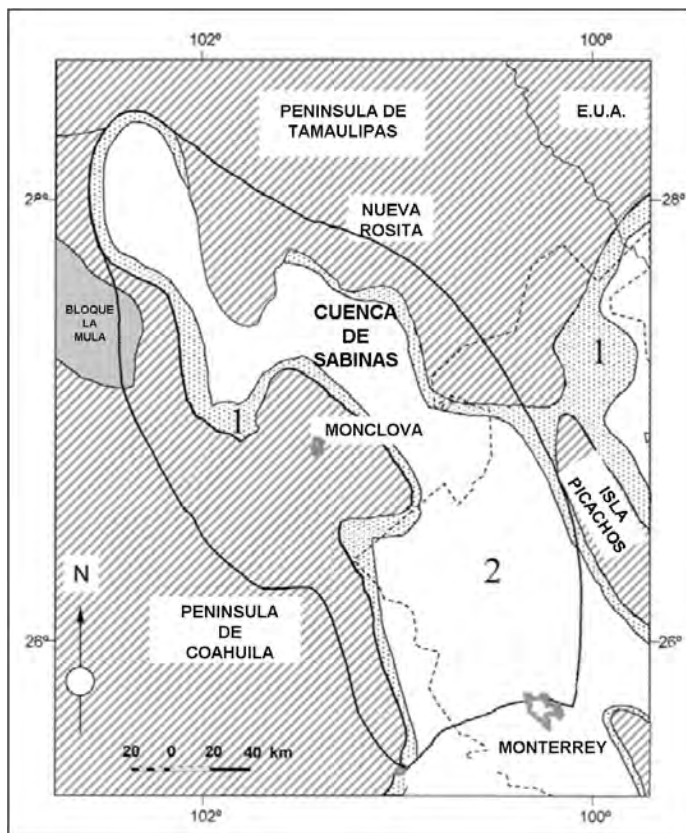 102º 100º
PENINSULA DE
TAMAULIPAS
E.U.A.
28º 28º
NUEVA
ROSITA
BLOQUE
LA
MULA
CUENCA
DE
SABINAS
1
1
MONCLOVA
ISLA
PICACHOS
2
N
PENINSULA
DE
COAHUILA
26º 26º
MONTERREY
20 0 20 40 km
102º 100º